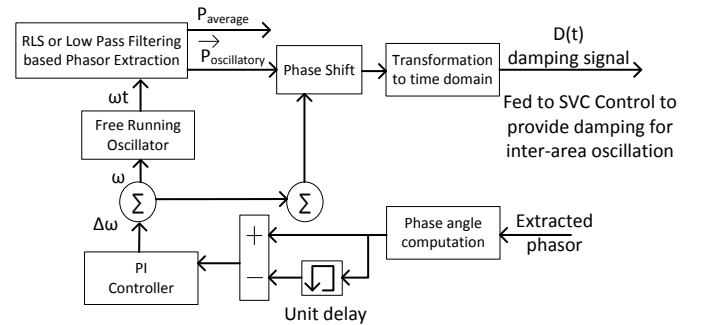 P average
RLS or Low Pass Filtering
based Phasor Extraction
P oscillatory
Phase Shift
Transformation
to time domain
D(t)
damping signal
Fed to SVC Control to
provide damping for
inter-area oscillation
ωt
Free Running
Oscillator
ω
Σ
Σ
Δω
PI
Controller
+
−
Unit delay
Phase angle
computation
Extracted
phasor